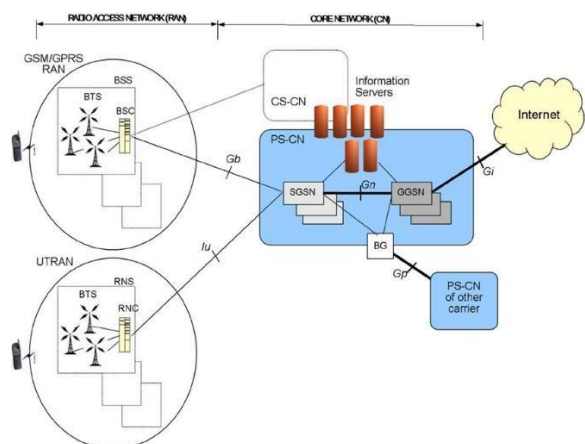 RADIO ACCESS NETWORK (RAN)
CORE NETWORK (CN)
GSM/GPRS
RAN
BSS
BTS
BSC
CS-CN
Information
Servers
Internet
PS-CN
Gb
SGSN
Gn
GGSN
Gi
Iu
BG
Gp
PS-CN
of other
carrier
UTRAN
RNS
BTS
RNC